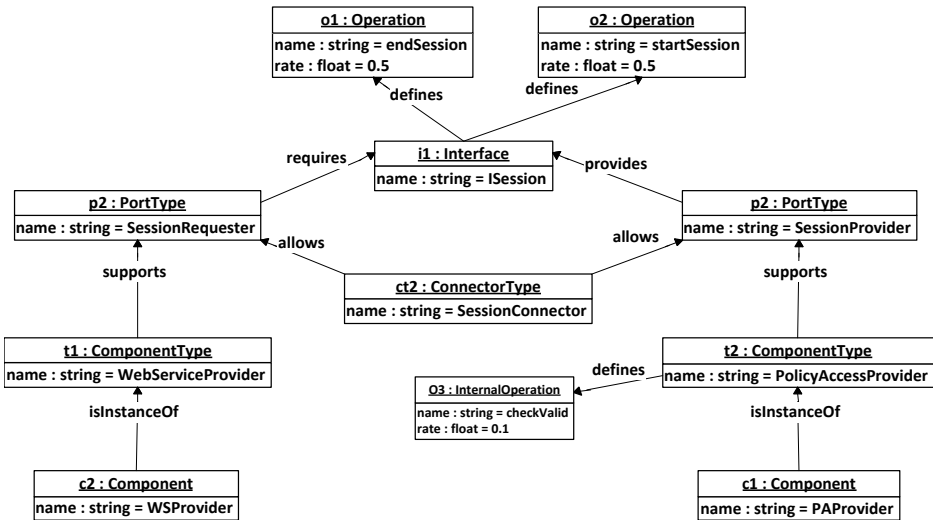 o1 : Operation
name : string = endSession
rate : float = 0.5
o2 : Operation
name : string = startSession
rate : float = 0.5
defines
defines
i1 : Interface
name : string = ISession
requires
provides
p2 : PortType
name : string = SessionRequester
p2 : PortType
name : string = SessionProvider
allows
allows
supports
supports
ct2 : ConnectorType
name : string = SessionConnector
t1 : ComponentType
name : string = WebServiceProvider
t2 : ComponentType
name : string = PolicyAccessProvider
defines
O3 : InternalOperation
name : string = checkValid
rate : float = 0.1
isInstanceOf
isInstanceOf
c2 : Component
name : string = WSProvider
c1 : Component
name : string = PAProvider